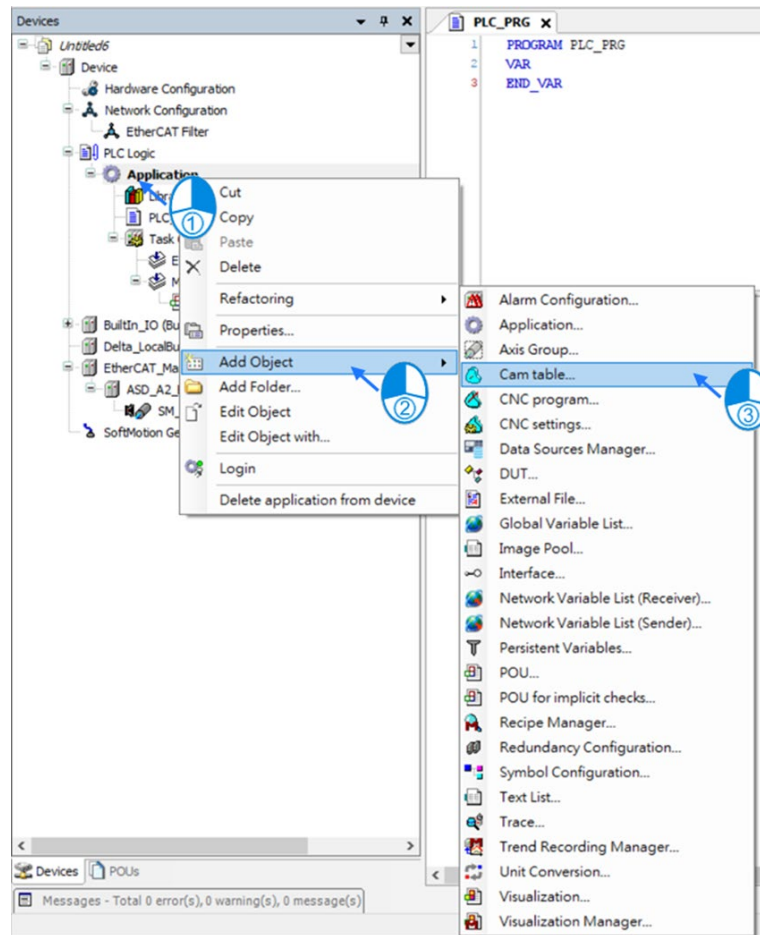 Devices
Untitled6
Device
Hardware Configuration
Network Configuration
EtherCAT Filter
PLC Logic
Application
Libra
PLC_
Task
E
M
BuiltIn_IO (Bu
Delta_LocalBu
EtherCAT_Ma
ASD_A2_
SM_
SoftMotion Ge
Devices
POUs
Messages - Total 0 error(s), 0 warning(s), 0 message(s)
PLC_PRG
1 PROGRAM PLC_PRG
2 VAR
3 END_VAR
1
Cut
Copy
Paste
Delete
Refactoring
Properties...
Add Object
2
Add Folder...
Edit Object
Edit Object with...
Login
Delete application from device
Alarm Configuration...
Application...
Axis Group...
Cam table...
3
CNC program...
CNC settings...
Data Sources Manager...
DUT...
External File...
Global Variable List...
Image Pool...
Interface...
Network Variable List (Receiver)...
Network Variable List (Sender)...
Persistent Variables...
POU...
POU for implicit checks...
Recipe Manager...
Redundancy Configuration...
Symbol Configuration...
Text List...
Trace...
Trend Recording Manager...
Unit Conversion...
Visualization...
Visualization Manager...